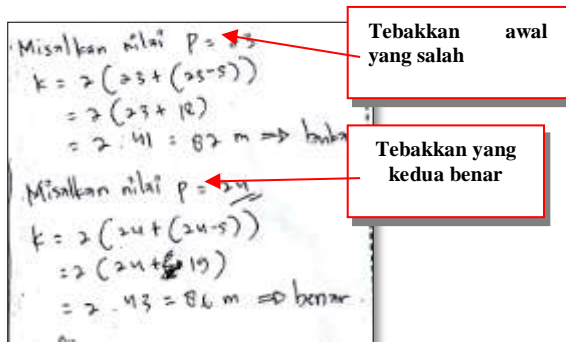 Misalkan nilai P = 23
k = 2(23 + (23-5))
= 2(23 + 18)
= 2 . 41 = 82 m ⇒
Misalkan nilai p = 24
k = 2(24 + (24-5))
= 2(24 + 19)
= 2 . 43 = 86 m ⇒ benar.
Tebakkan awal
yang salah
Tebakkan yang
kedua benar